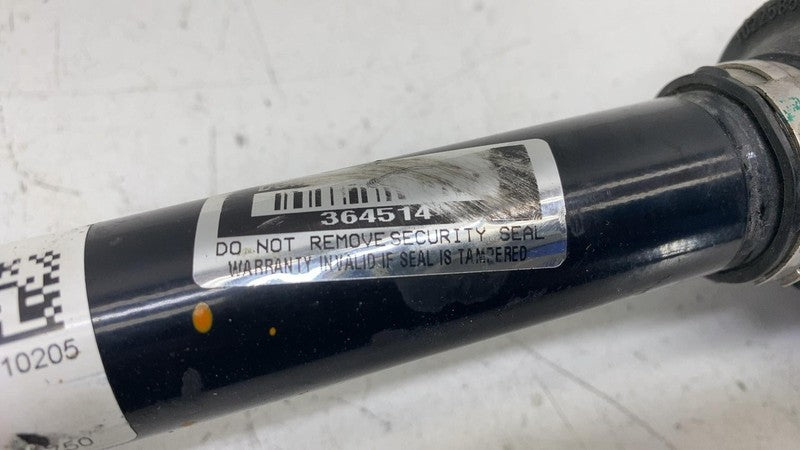 364514
DO NOT REMOVE SECURITY SEAL
WARRANTY INVALID IF SEAL IS TAMPERED
10205